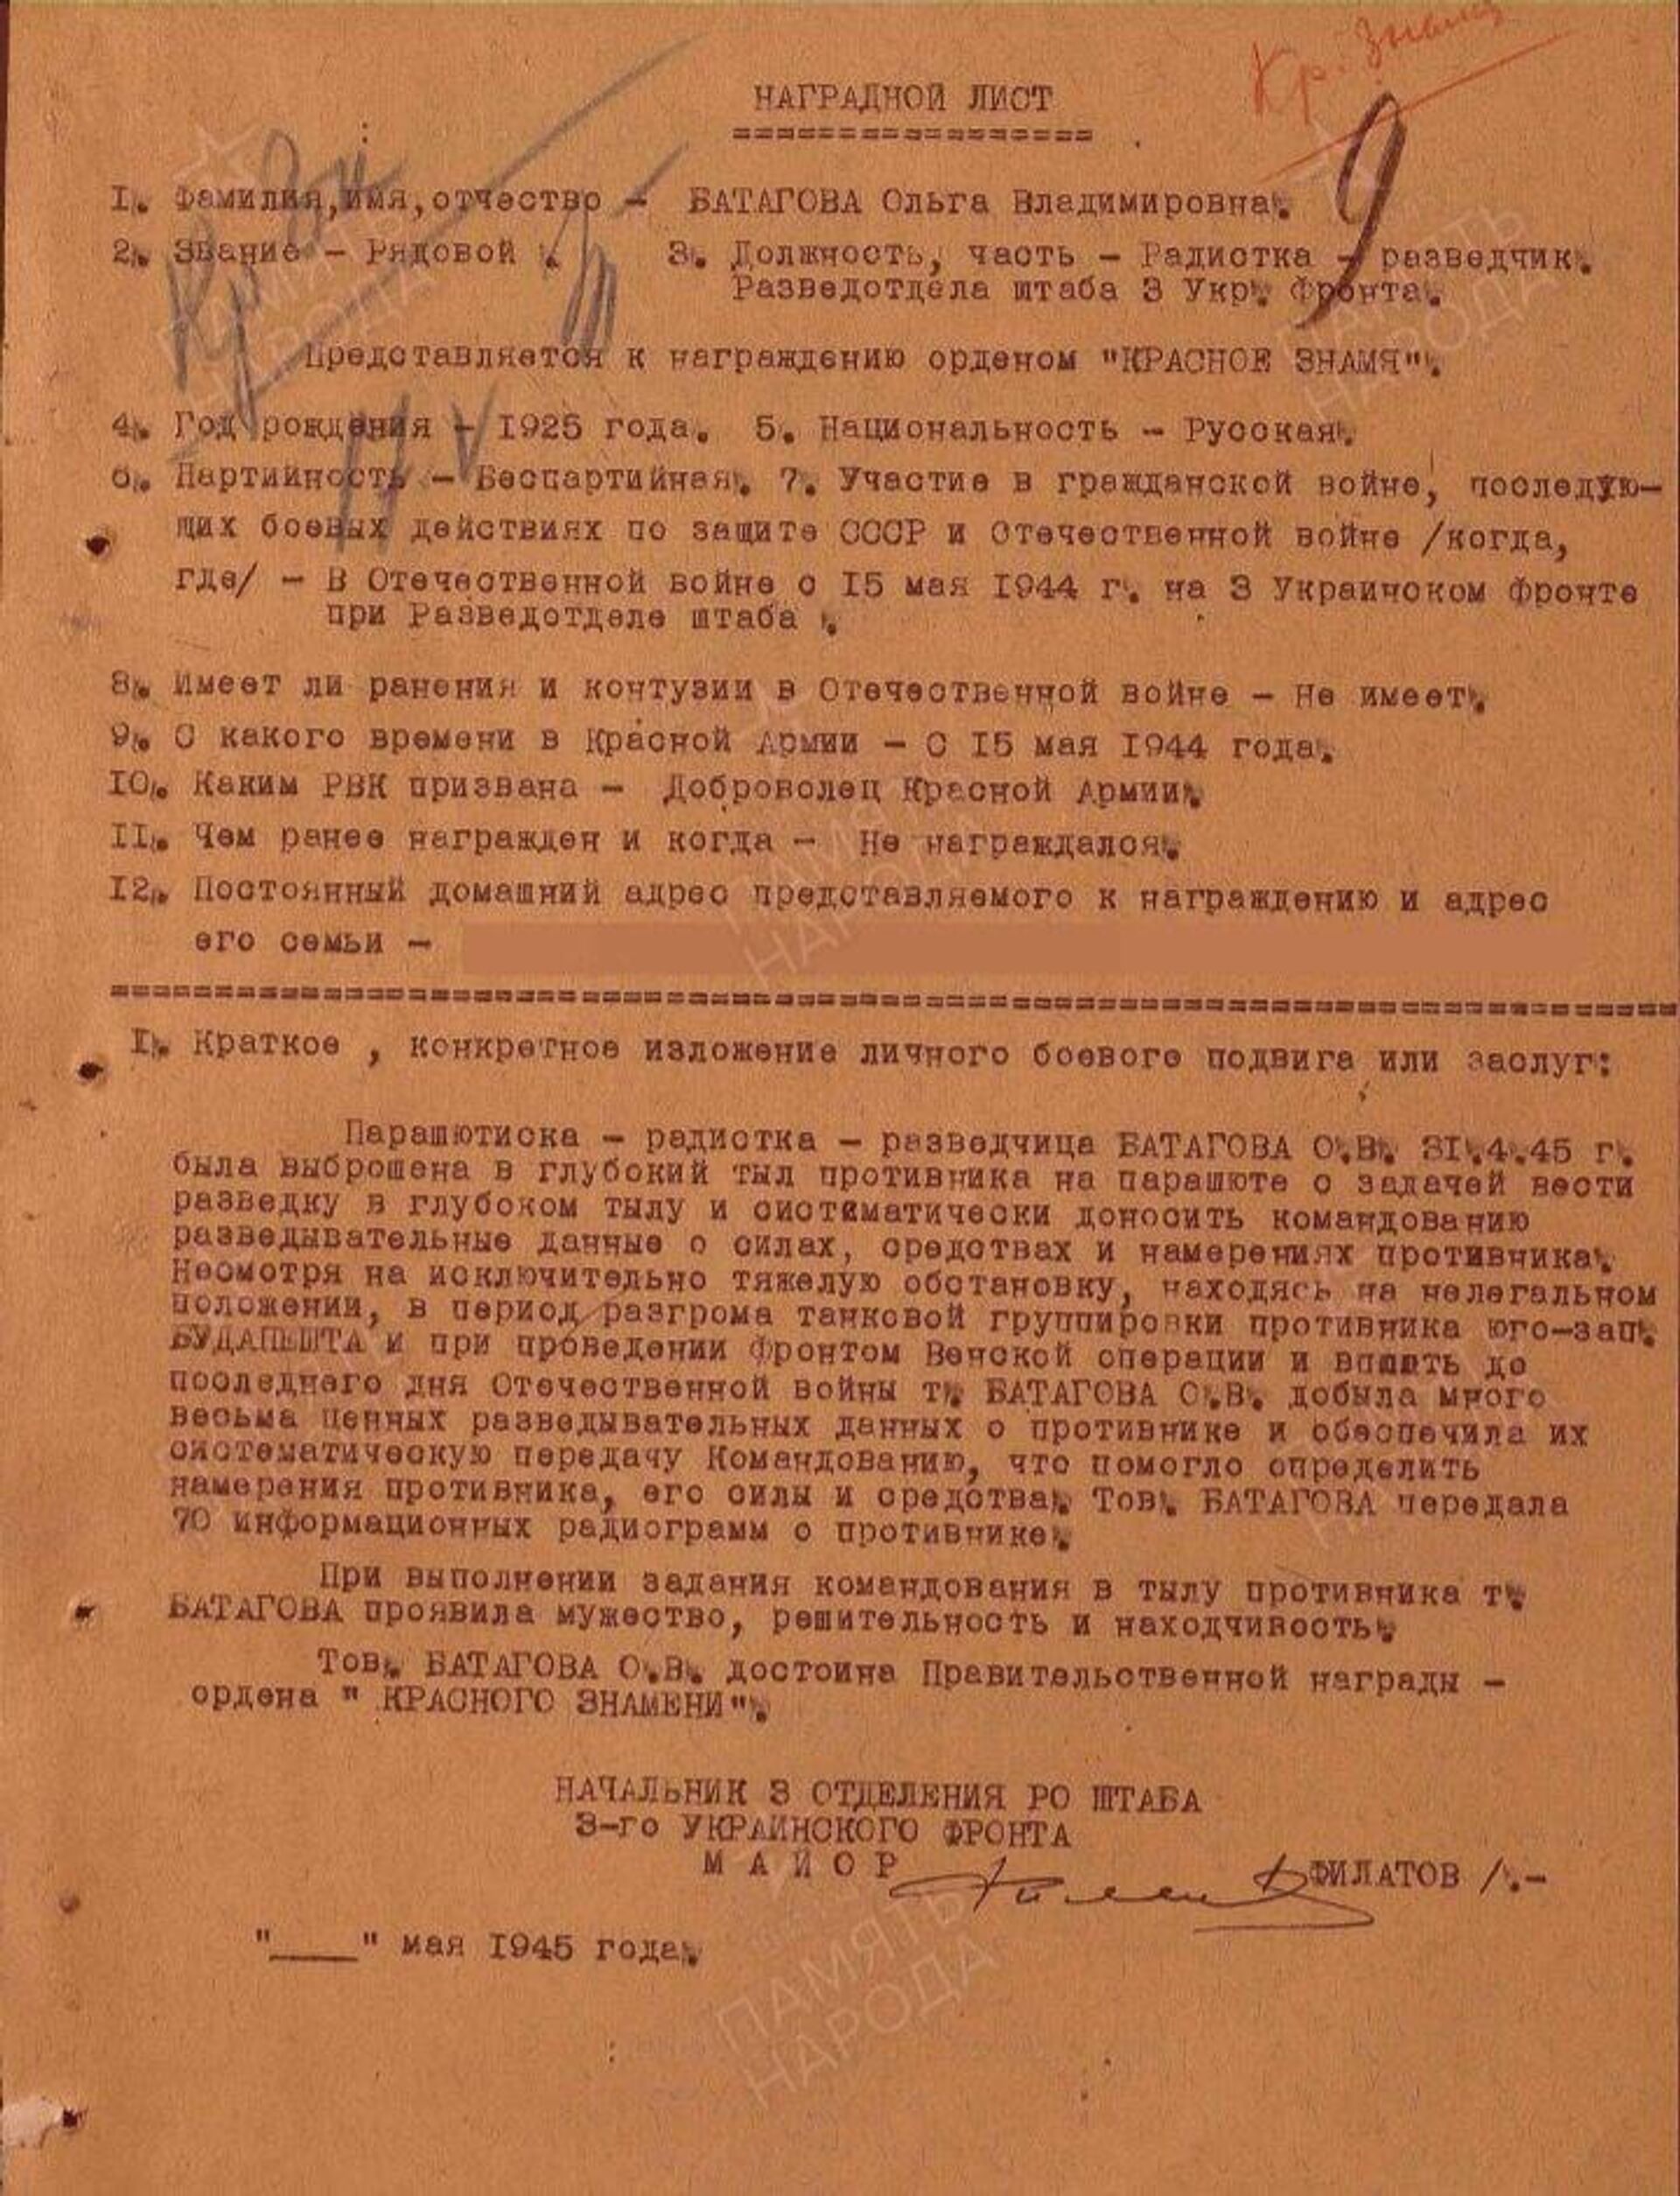 Кр. Знамя
НАГРАДНОЙ ЛИСТ
=================
9
Кр Зн
1. Фамилия,имя,отчество - БАТАГОВА Ольга Владимировна.
2. Звание - Рядовой . 3. Должность, часть - Радистка - разведчик.
Разведотдела штаба 3 Укр. Фронта.
Представляется к награждению орденом "КРАСНОЕ ЗНАМЯ".
4. Год рождения - 1925 года. 5. Национальность - Русская.
6. Партийность - Беспартийная. 7. Участие в гражданской войне, последую-
щих боевых действиях по защите СССР и Отечественной войне /когда,
где/ - В Отечественной войне с 15 мая 1944 г. на 3 Украинском фронте
при Разведотделе штаба .
8. Имеет ли ранения и контузии в Отечественной войне - Не имеет.
9. С какого времени в Красной Армии - С 15 мая 1944 года.
10. Каким РВК призвана - Доброволец Красной Армии.
11. Чем ранее награжден и когда - Не награждался.
12. Постоянный домашний адрес представляемого к награждению и адрес
его семьи -
=========================================================================
1. Краткое , конкретное изложение личного боевого подвига или заслуг:
Парашютиска - радистка - разведчица БАТАГОВА О.В. 31.4.45 г.
была выброшена в глубокий тыл противника на парашюте с задачей вести
разведку в глубоком тылу и систематически доносить командованию
разведывательные данные о силах, средствах и намерениях противника.
Несмотря на исключительно тяжелую обстановку, находясь на нелегальном
положении, в период разгрома танковой группировки противника юго-зап.
БУДАПЕШТА и при проведении фронтом Венской операции и вплоть до
последнего дня Отечественной войны т. БАТАГОВА О.В. добыла много
весьма ценных разведывательных данных о противнике и обеспечила их
систематическую передачу Командованию, что помогло определить
намерения противника, его силы и средства. Тов. БАТАГОВА передала
70 информационных радиограмм о противнике.
При выполнении задания командования в тылу противника т.
БАТАГОВА проявила мужество, решительность и находчивость.
Тов. БАТАГОВА О.В. достоина Правительственной награды -
ордена " КРАСНОГО ЗНАМЕНИ".
НАЧАЛЬНИК 3 ОТДЕЛЕНИЯ РО ШТАБА
3-го УКРАИНСКОГО ФРОНТА
М А Й О Р ФИЛАТОВ /.-
"____" мая 1945 года.
ПАМЯТЬ
НАРОДА